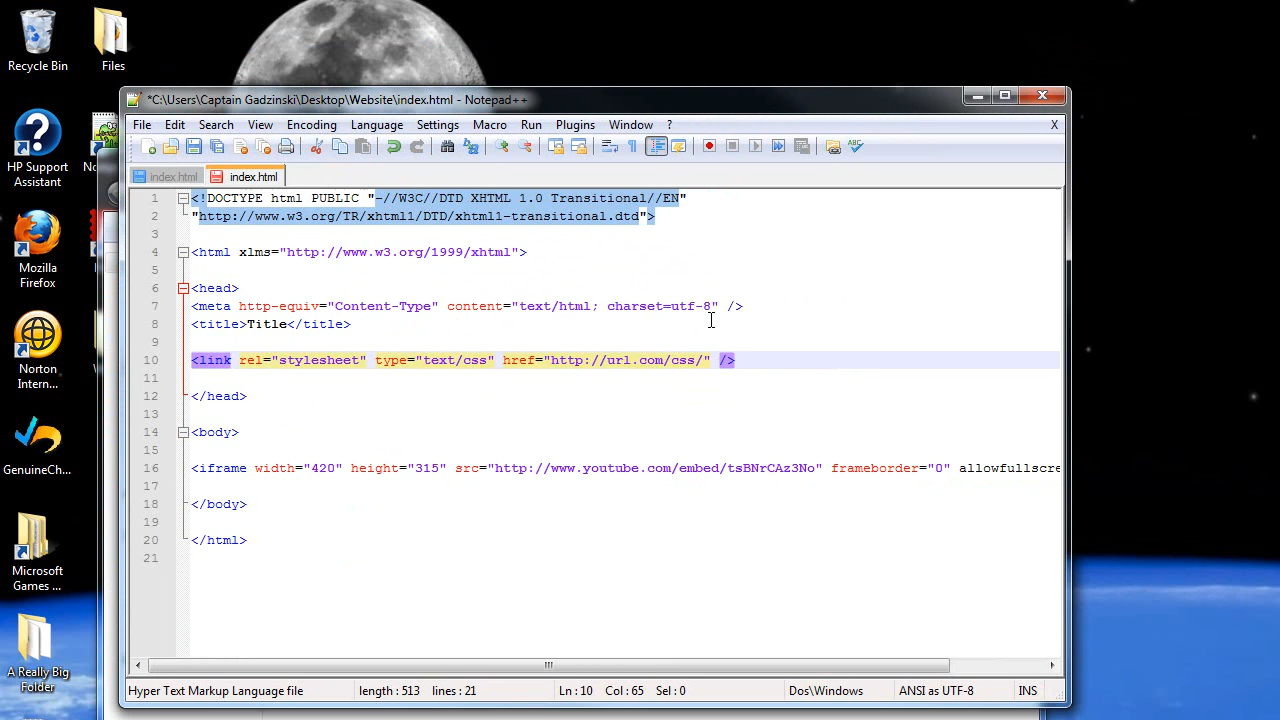 Recycle Bin
Files
HP Support
Assistant
Mozilla
Firefox
Norton
Intern...
GenuineCh...
Microsoft
Games ...
A Really Big
Folder
*C:\Users\Captain Gadzinski\Desktop\Website\index.html - Notepad++
File Edit Search View Encoding Language Settings Macro Run Plugins Window ? X
index.html index.html
1 <!DOCTYPE html PUBLIC "-//W3C//DTD XHTML 1.0 Transitional//EN"
2 "http://www.w3.org/TR/xhtml1/DTD/xhtml1-transitional.dtd">
3
4 <html xlms="http://www.w3.org/1999/xhtml">
5
6 <head>
7 <meta http-equiv="Content-Type" content="text/html; charset=utf-8" />
8 <title>Title</title>
9
10 <link rel="stylesheet" type="text/css" href="http://url.com/css/" />
11
12 </head>
13
14 <body>
15
16 <iframe width="420" height="315" src="http://www.youtube.com/embed/tsBNrCAz3No" frameborder="0" allowfullscre
17
18 </body>
19
20 </html>
21
Hyper Text Markup Language file length : 513 lines : 21 Ln : 10 Col : 65 Sel : 0 Dos\Windows ANSI as UTF-8 INS